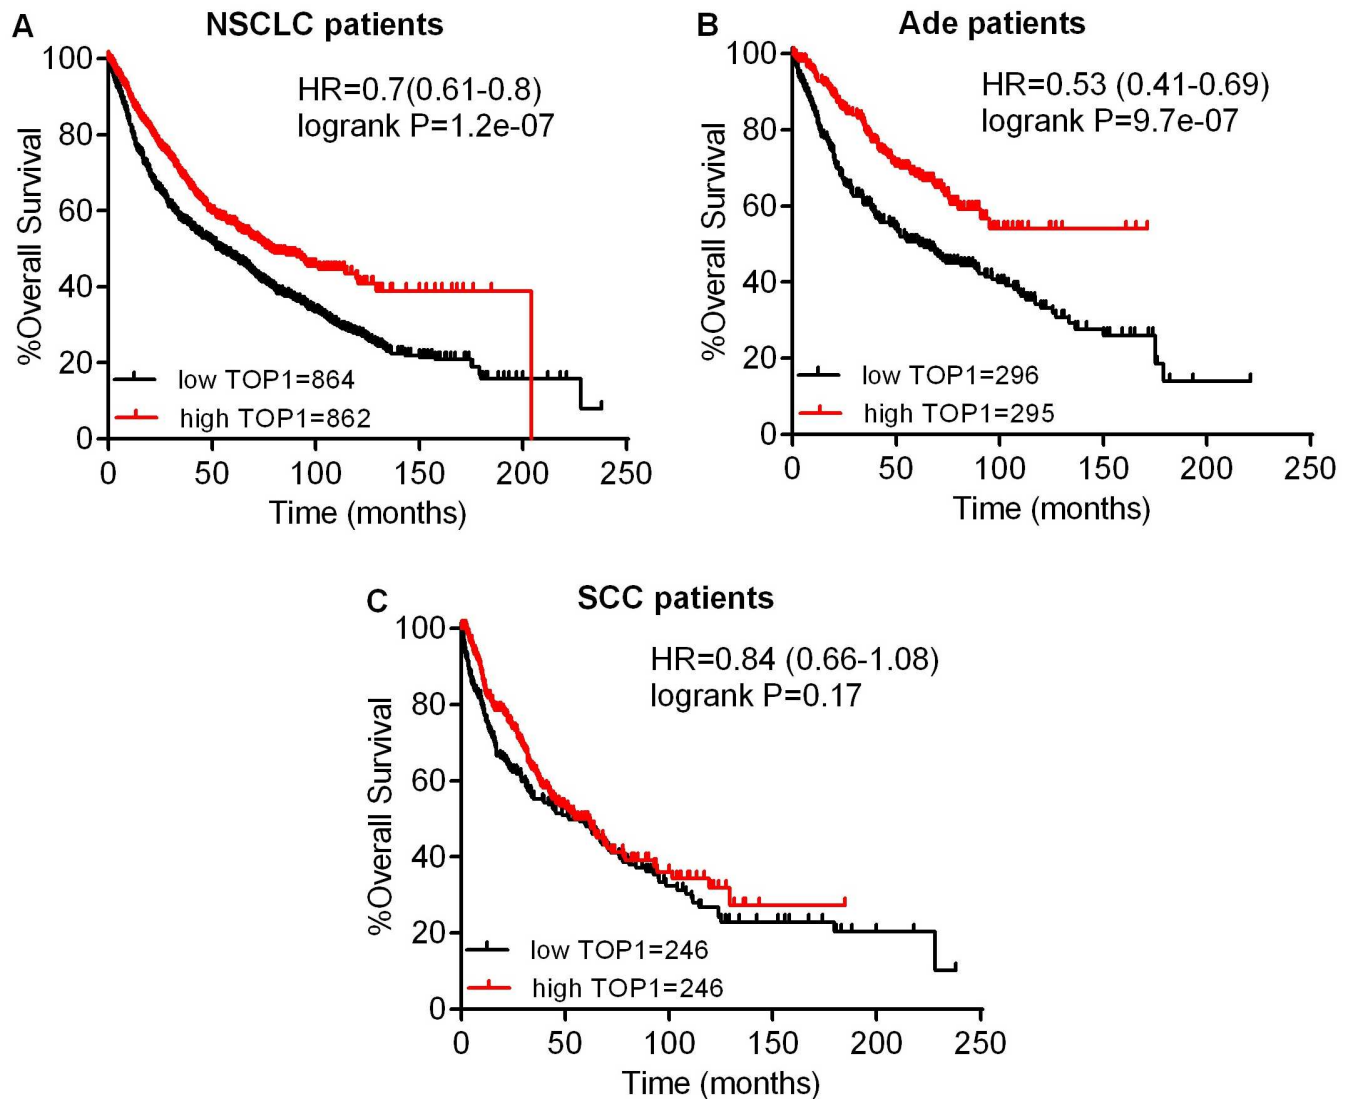 A
NSCLC patients
HR=0.7(0.61-0.8)
logrank P=1.2e-07
%Overall Survival
100
80
60
40
20
0
low TOP1=864
high TOP1=862
0 50 100 150 200 250
Time (months)
B
Ade patients
HR=0.53 (0.41-0.69)
logrank P=9.7e-07
%Overall Survival
100
80
60
40
20
0
low TOP1=296
high TOP1=295
0 50 100 150 200 250
Time (months)
C
SCC patients
HR=0.84 (0.66-1.08)
logrank P=0.17
%Overall Survival
100
80
60
40
20
0
low TOP1=246
high TOP1=246
0 50 100 150 200 250
Time (months)